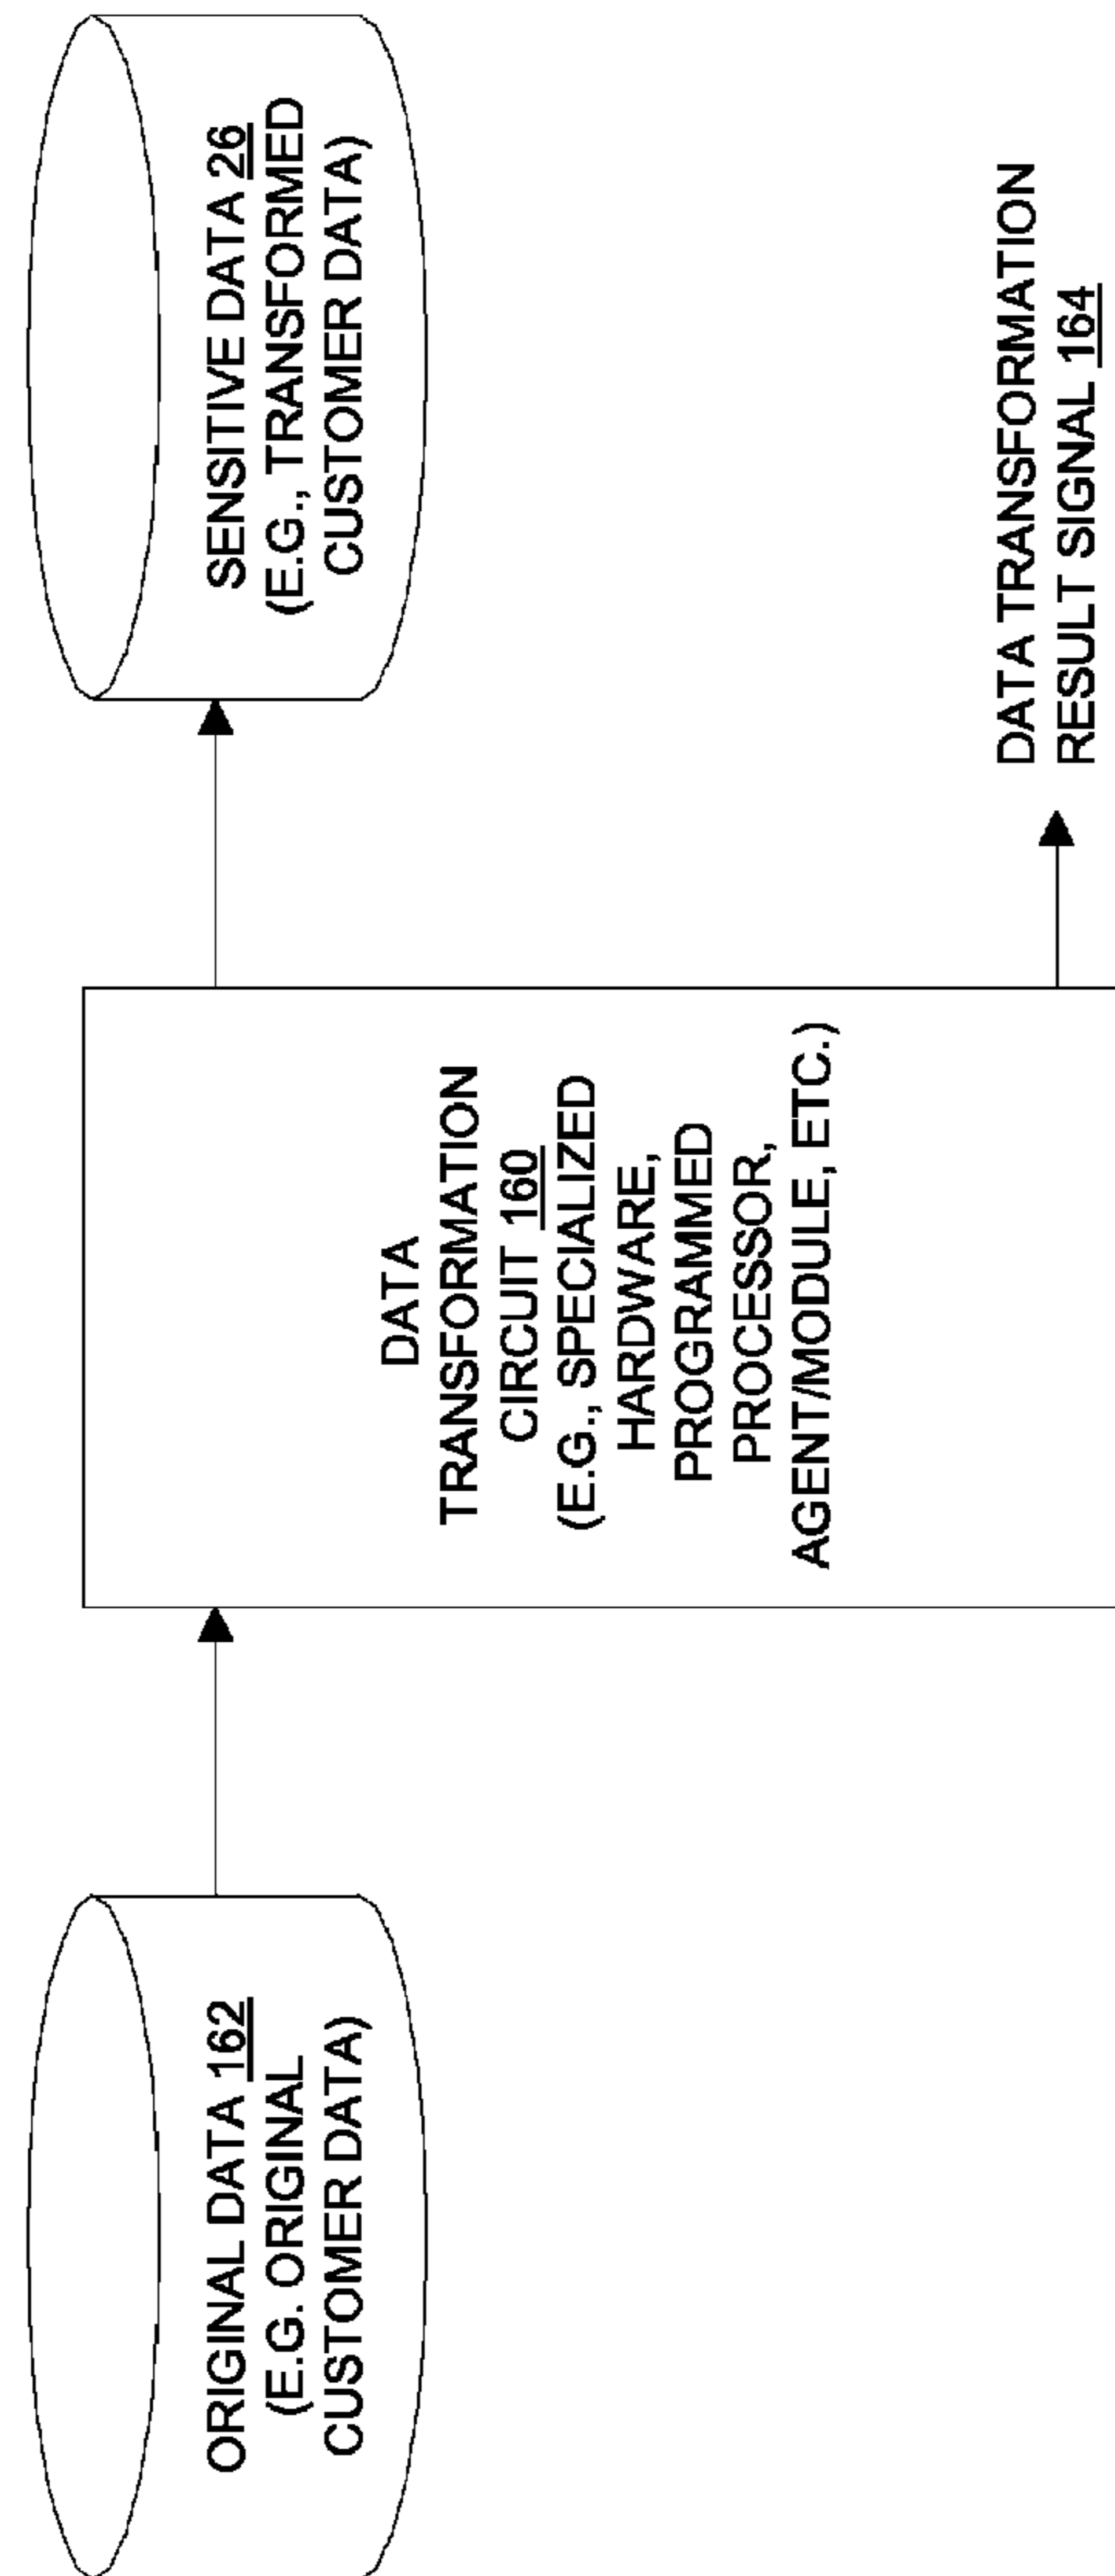 ORIGINAL DATA 162
(E.G. ORIGINAL
CUSTOMER DATA)
DATA
TRANSFORMATION
CIRCUIT 160
(E.G., SPECIALIZED
HARDWARE,
PROGRAMMED
PROCESSOR,
AGENT/MODULE, ETC.)
SENSITIVE DATA 26
(E.G., TRANSFORMED
CUSTOMER DATA)
DATA TRANSFORMATION
RESULT SIGNAL 164